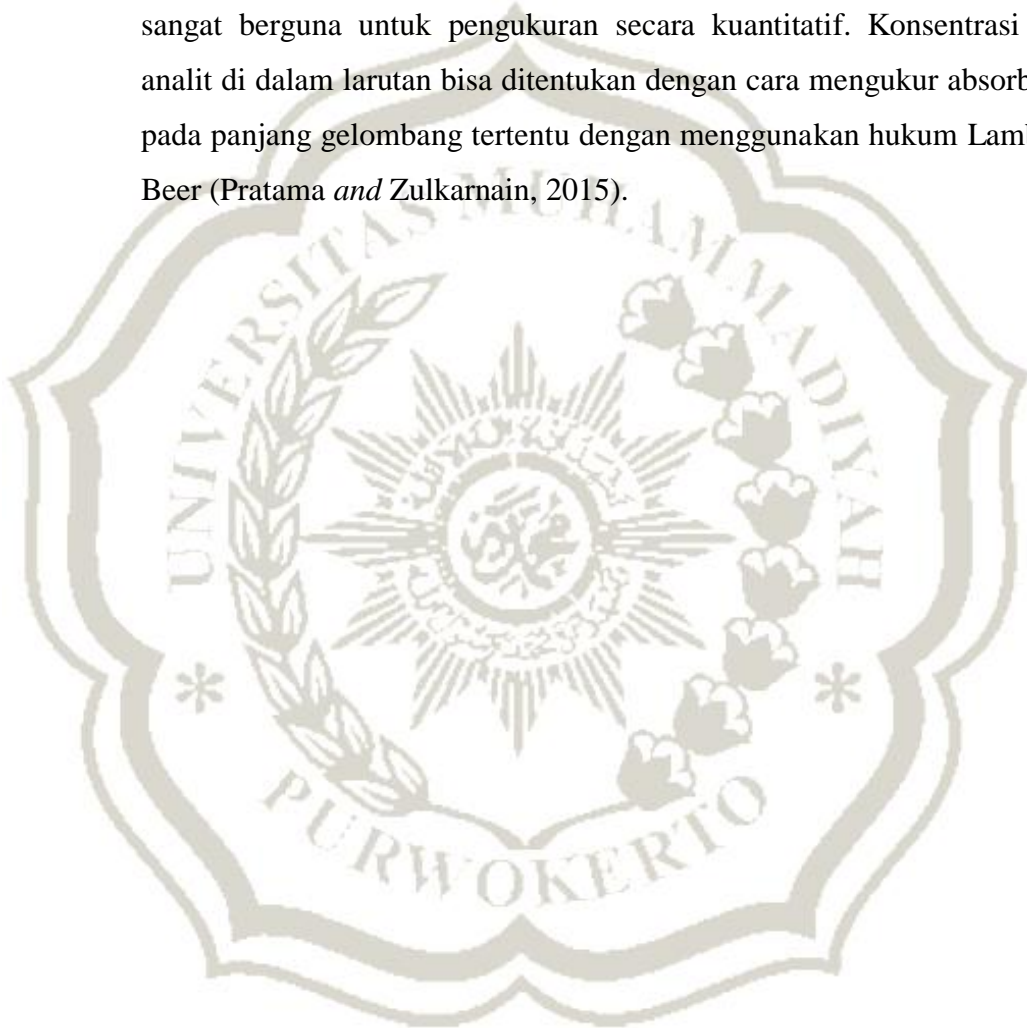 sangat berguna untuk pengukuran secara kuantitatif. Konsentrasi
analit di dalam larutan bisa ditentukan dengan cara mengukur absorb
pada panjang gelombang tertentu dengan menggunakan hukum Lamb
Beer (Pratama and Zulkarnain, 2015).
UNIVERSITAS MUHAMMADIYAH
PURWOKERTO